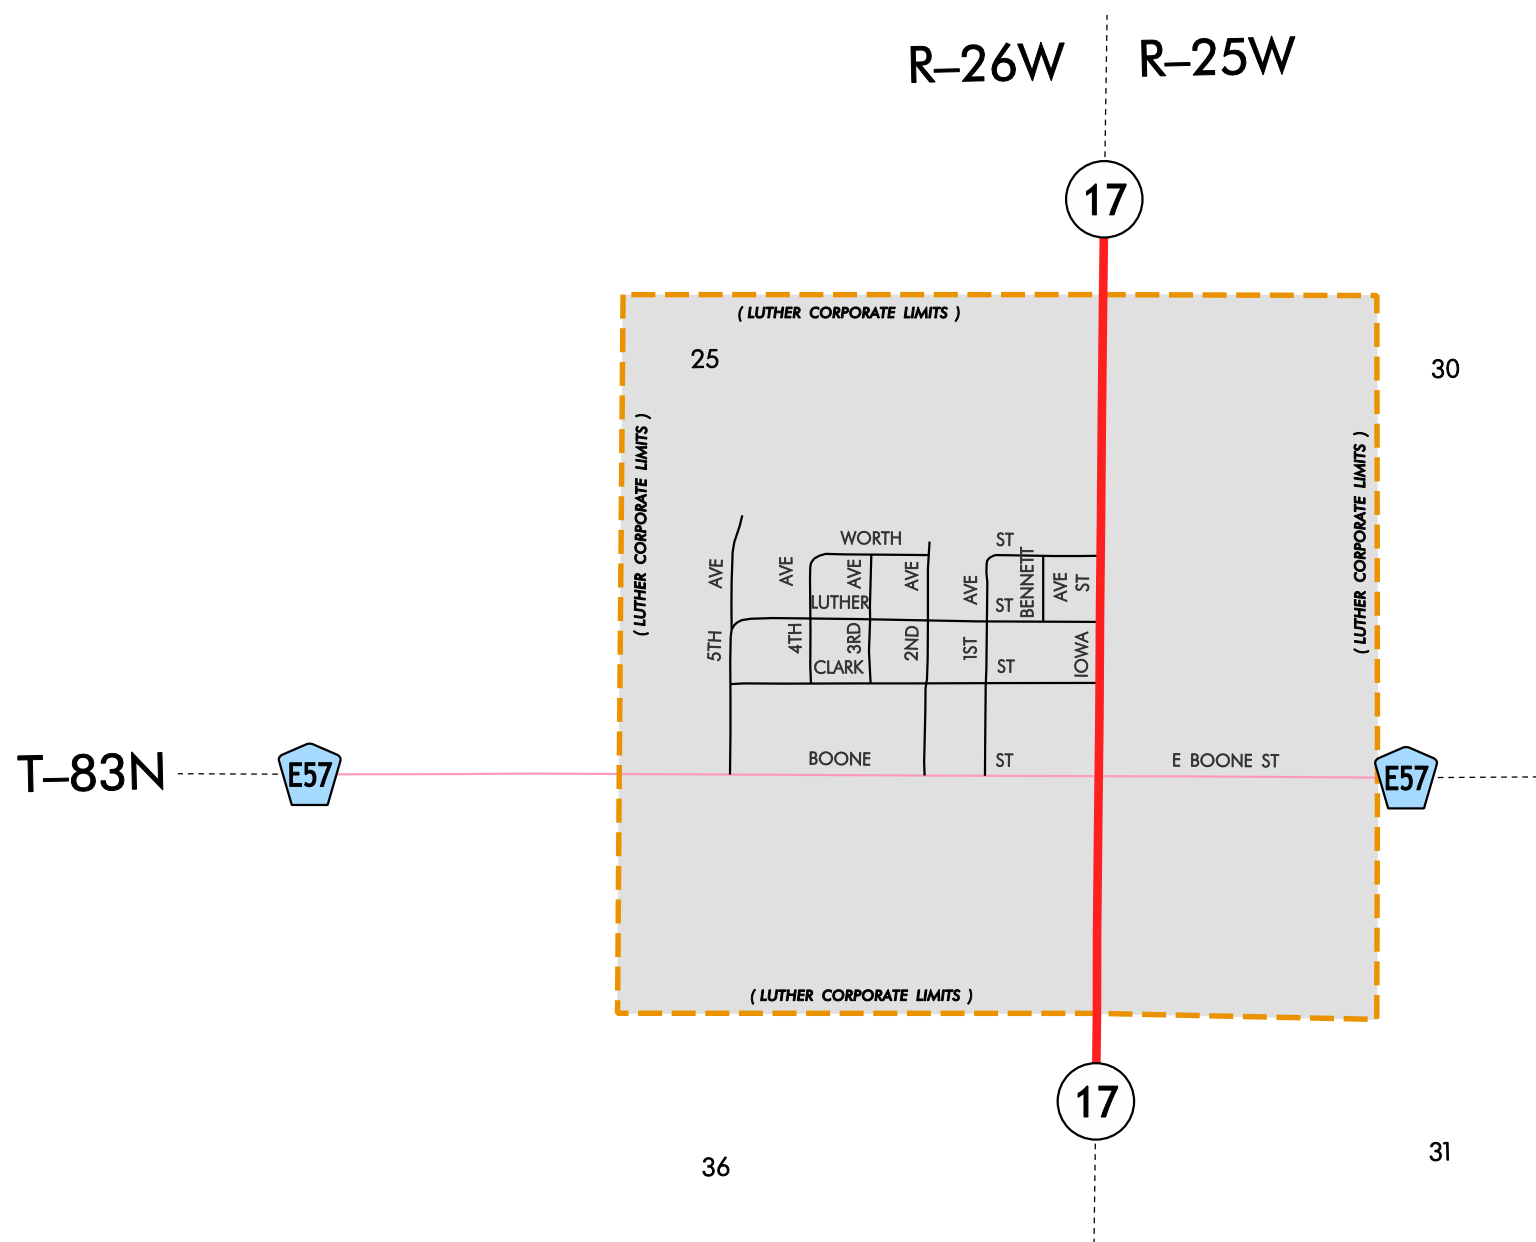 R–26W
R–25W
17
( LUTHER CORPORATE LIMITS )
25
30
( LUTHER CORPORATE LIMITS )
( LUTHER CORPORATE LIMITS )
WORTH ST
5TH AVE
4TH AVE
3RD AVE
2ND AVE
1ST AVE
BENNETT AVE
IOWA ST
LUTHER ST
CLARK ST
BOONE ST
E BOONE ST
T–83N
E57
E57
( LUTHER CORPORATE LIMITS )
17
36
31